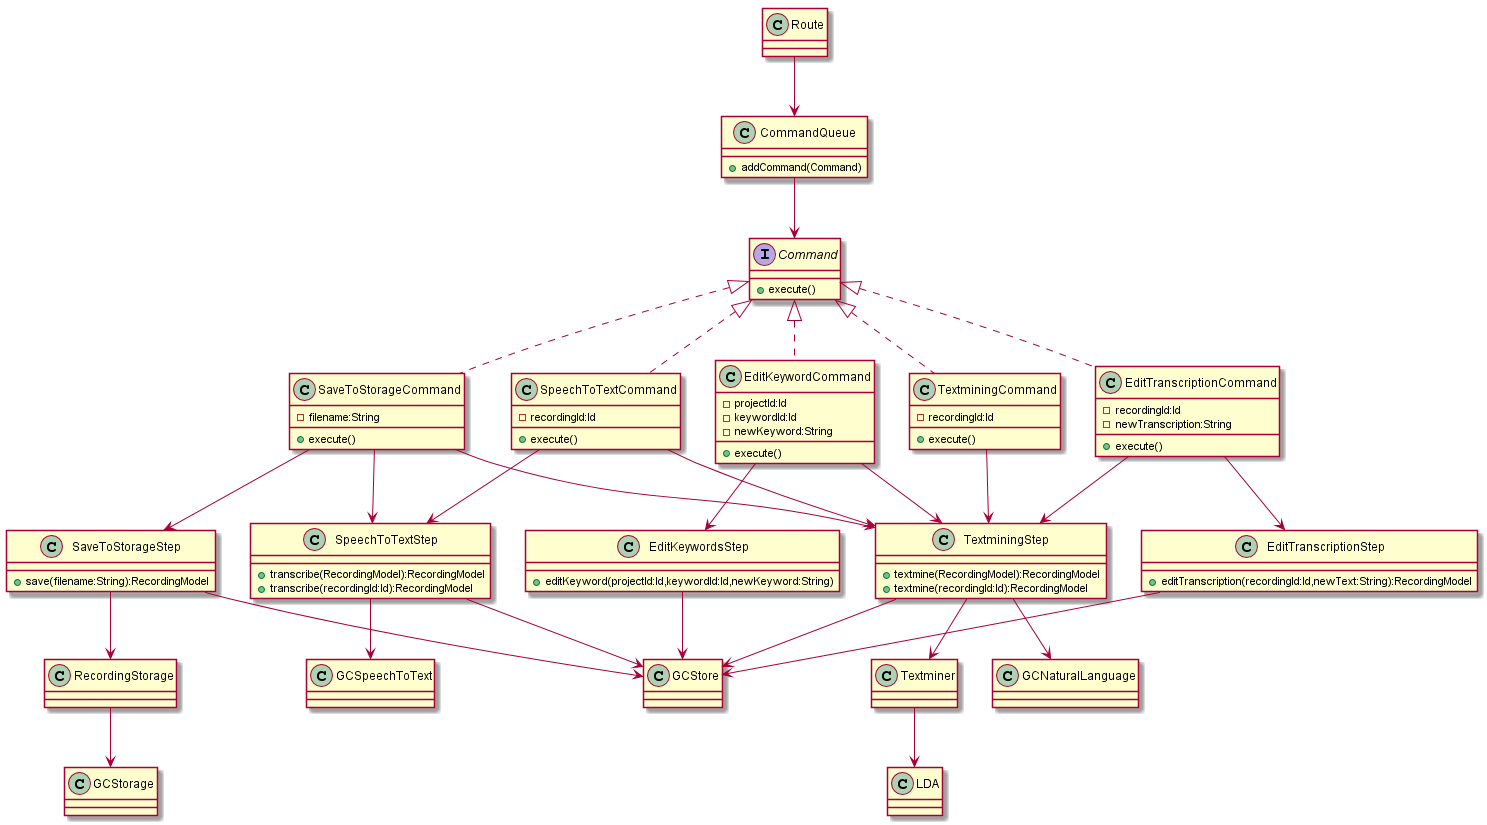 C Route
C CommandQueue
addCommand(Command)
I Command
execute()
C SaveToStorageCommand
filename:String
execute()
C SpeechToTextCommand
recordingId:Id
execute()
C EditKeywordCommand
projectId:Id
keywordId:Id
newKeyword:String
execute()
C TextminingCommand
recordingId:Id
execute()
C EditTranscriptionCommand
recordingId:Id
newTranscription:String
execute()
C SaveToStorageStep
save(filename:String):RecordingModel
C SpeechToTextStep
transcribe(RecordingModel):RecordingModel
transcribe(recordingId:Id):RecordingModel
C EditKeywordsStep
editKeyword(projectId:Id,keywordId:Id,newKeyword:String)
C TextminingStep
textmine(RecordingModel):RecordingModel
textmine(recordingId:Id):RecordingModel
C EditTranscriptionStep
editTranscription(recordingId:Id,newText:String):RecordingModel
C RecordingStorage
C GCSpeechToText
C GCStore
C Textminer
C GCNaturalLanguage
C GCStorage
C LDA